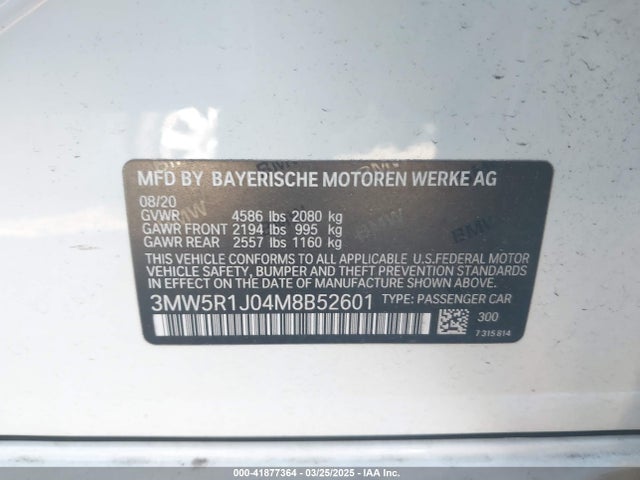 MFD BY BAYERISCHE MOTOREN WERKE AG
08/20
GVWR 4586 lbs 2080 kg
GAWR FRONT 2194 lbs 995 kg
GAWR REAR 2557 lbs 1160 kg
THIS VEHICLE CONFORMS TO ALL APPLICABLE U.S.FEDERAL MOTOR
VEHICLE SAFETY, BUMPER AND THEFT PREVENTION STANDARDS
IN EFFECT ON THE DATE OF MANUFACTURE SHOWN ABOVE.
3MW5R1J04M8B52601 TYPE: PASSENGER CAR
300
7315814
000-41877364 | 03/25/2025 | IAA Inc.